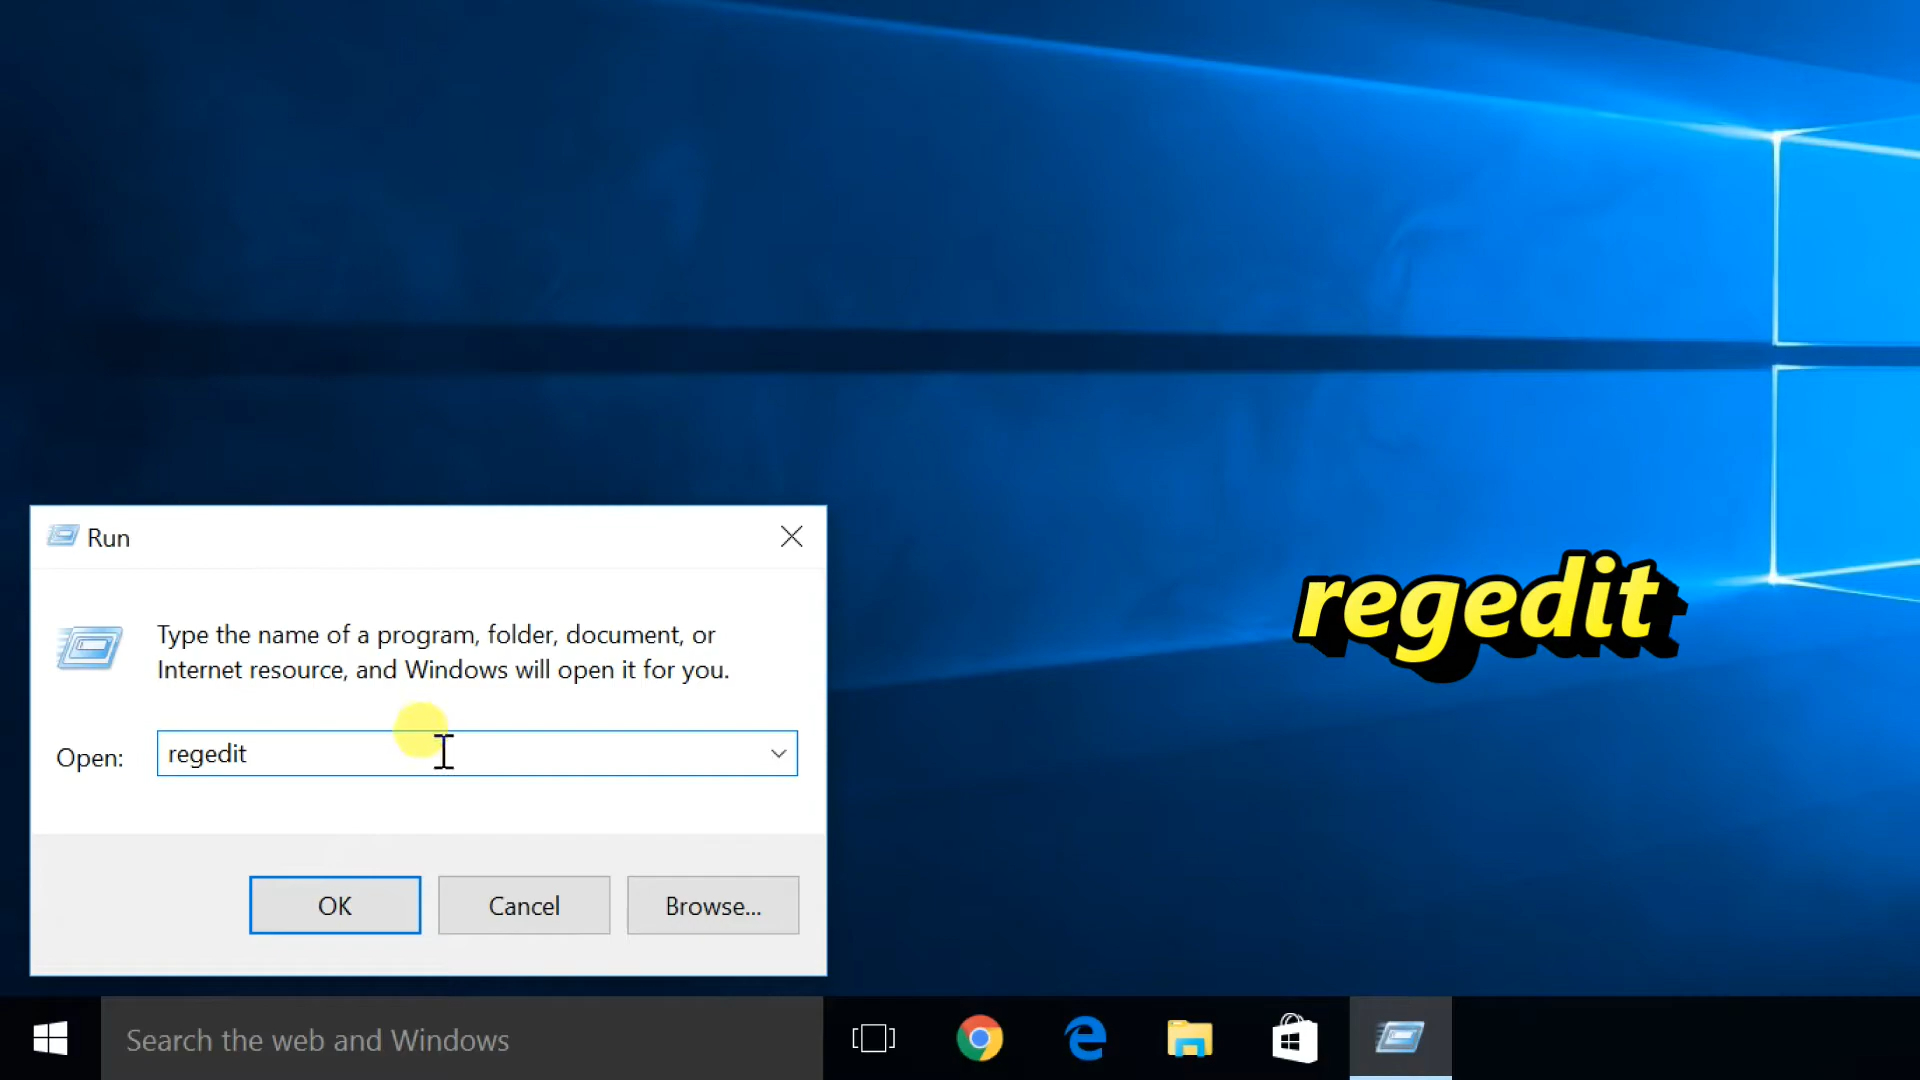 Run
Type the name of a program, folder, document, or
Internet resource, and Windows will open it for you.
Open:
regedit
OK
Cancel
Browse...
regedit
Search the web and Windows